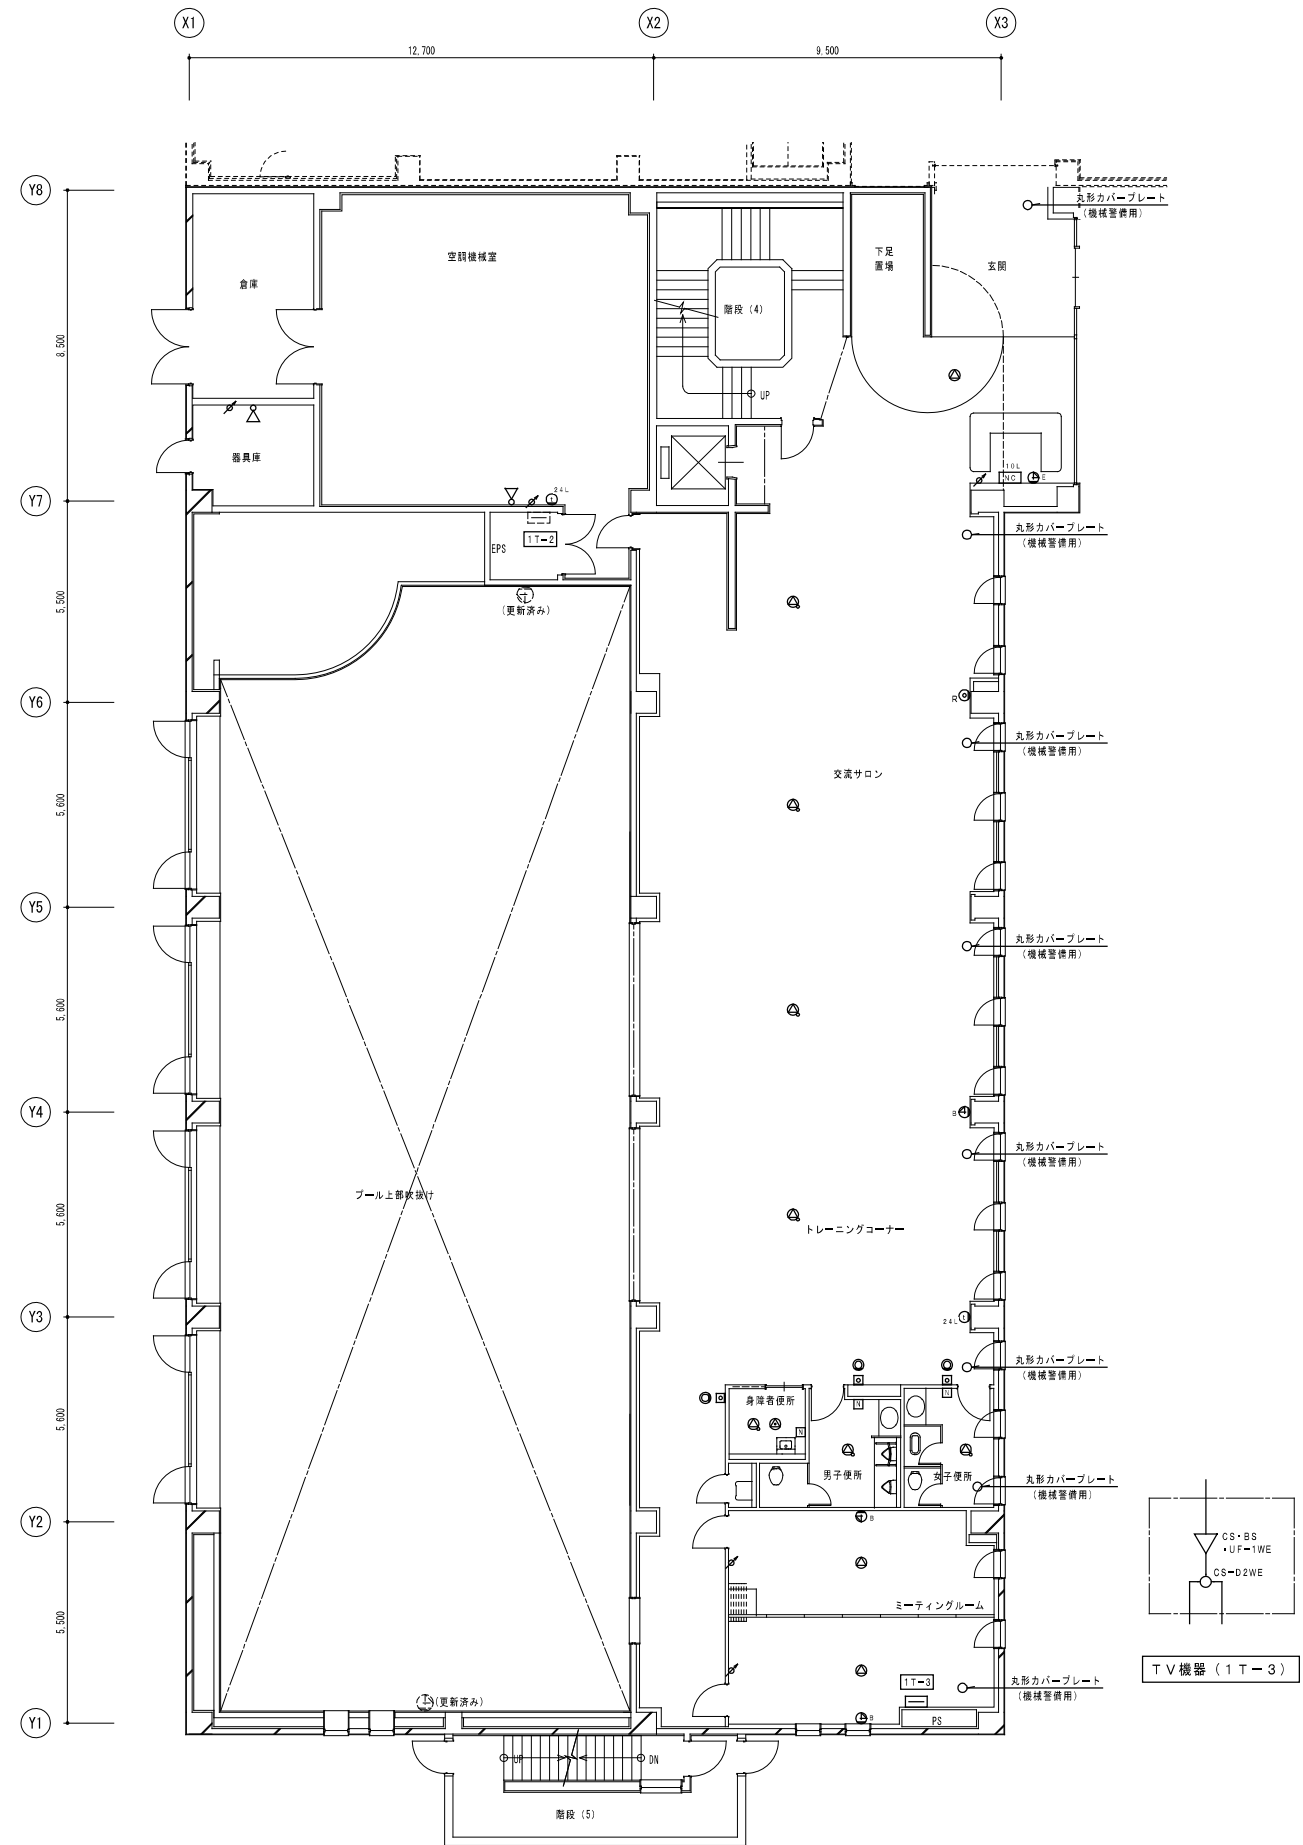 X1
X2
X3
12,700
9,500
Y8
丸形カバープレート
(機械警備用)
空調機械室
下足
置場
玄関
倉庫
階段(4)
8,500
UP
器具庫
10L
NC
E
24L
Y7
1T-2
EPS
丸形カバープレート
(機械警備用)
5,500
(更新済み)
Y6
R
丸形カバープレート
(機械警備用)
交流サロン
5,600
Y5
丸形カバープレート
(機械警備用)
5,600
Y4
B
丸形カバープレート
(機械警備用)
プール上部吹抜け
5,600
トレーニングコーナー
Y3
24L
丸形カバープレート
(機械警備用)
身障者便所
N
N
N
5,600
男子便所
女子便所
丸形カバープレート
(機械警備用)
Y2
B
CS・BS
・UF-1WE
CS-D2WE
ミーティングルーム
5,500
1T-3
丸形カバープレート
(機械警備用)
TV機器(1T-3)
(更新済み)
B
PS
Y1
UP
DN
階段(5)